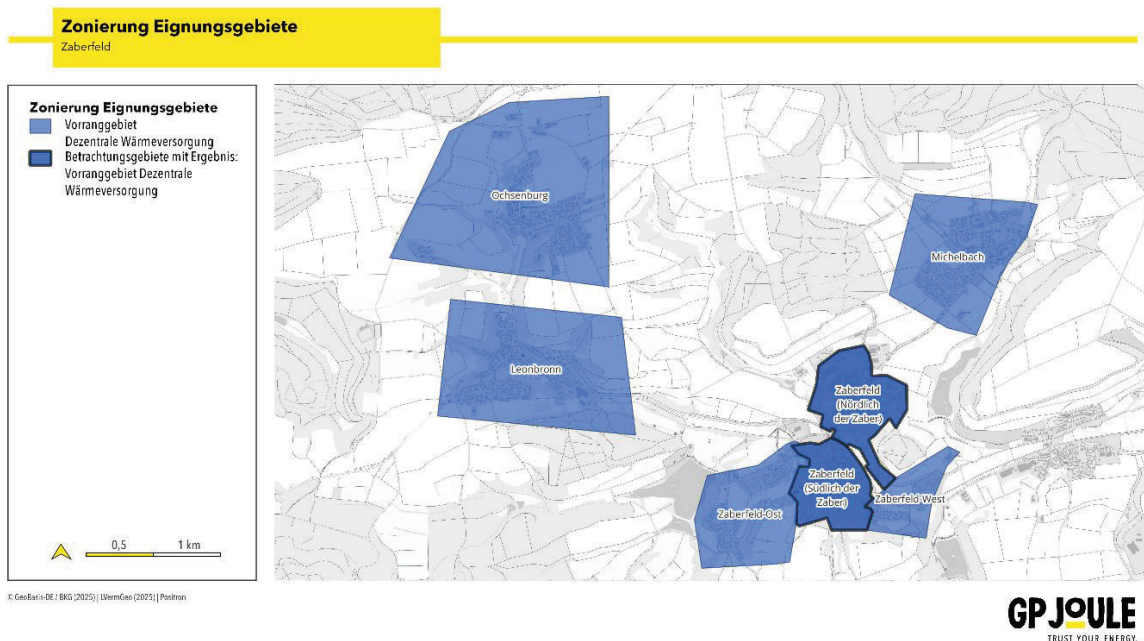 Zonierung Eignungsgebiete
Zaberfeld
Zonierung Eignungsgebiete
Vorranggebiet
Dezentrale Wärmeversorgung
Betrachtungsgebiete mit Ergebnis:
Vorranggebiet Dezentrale
Wärmeversorgung
Ochsenburg
Michelbach
Leonbronn
Zaberfeld
(Nördlich
der Zaber)
Zaberfeld
(Südlich der
Zaber)
Zaberfeld-West
Zaberfeld-Ost
0,5 1 km
© GeoBasis-DE / BKG (2025) | LVermGeo (2025) | Positron
GP JOULE
TRUST YOUR ENERGY.